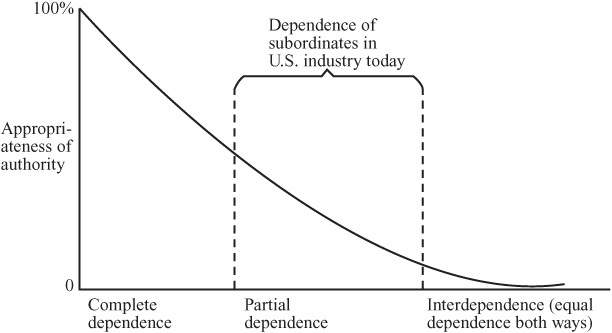 100%
Dependence of
subordinates in
U.S. industry today
Appropri-
ateness of
authority
0
Complete
dependence
Partial
dependence
Interdependence (equal
dependence both ways)